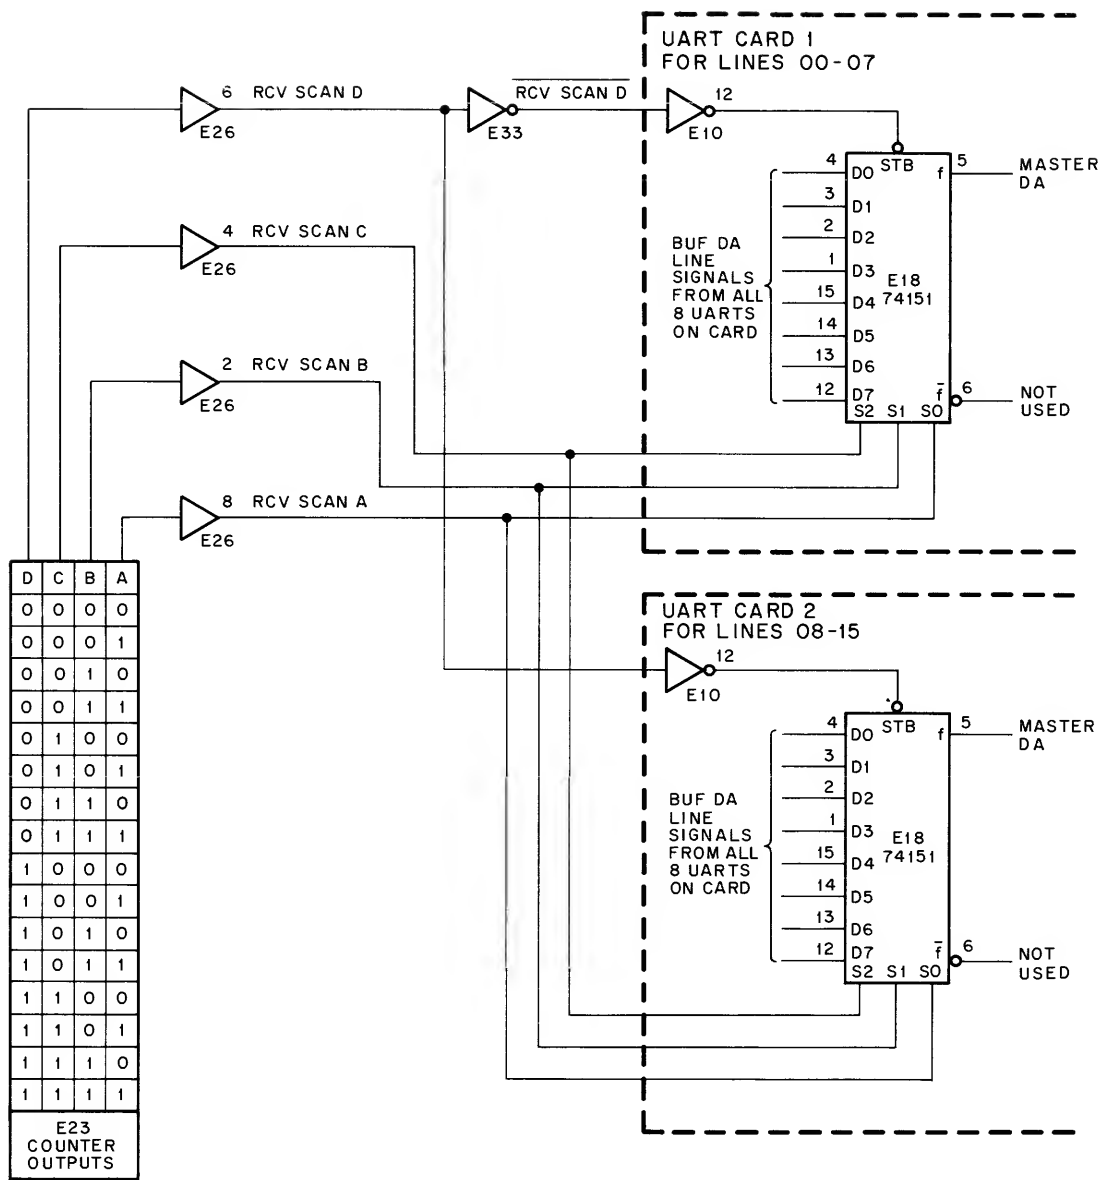 UART CARD 1
FOR LINES 00-07
6 RCV SCAN D
E26
RCV SCAN D
E33
12
E10
STB
4 D0
3 D1
2 D2
1 D3
15 D4
14 D5
13 D6
12 D7
f 5
MASTER
DA
BUF DA
LINE
SIGNALS
FROM ALL
8 UARTS
ON CARD
E18
74151
f̄ 6
NOT
USED
S2 S1 S0
4 RCV SCAN C
E26
2 RCV SCAN B
E26
8 RCV SCAN A
E26
UART CARD 2
FOR LINES 08-15
12
E10
STB
4 D0
3 D1
2 D2
1 D3
15 D4
14 D5
13 D6
12 D7
f 5
MASTER
DA
BUF DA
LINE
SIGNALS
FROM ALL
8 UARTS
ON CARD
E18
74151
f̄ 6
NOT
USED
S2 S1 S0
D C B A
0 0 0 0
0 0 0 1
0 0 1 0
0 0 1 1
0 1 0 0
0 1 0 1
0 1 1 0
0 1 1 1
1 0 0 0
1 0 0 1
1 0 1 0
1 0 1 1
1 1 0 0
1 1 0 1
1 1 1 0
1 1 1 1
E23
COUNTER
OUTPUTS